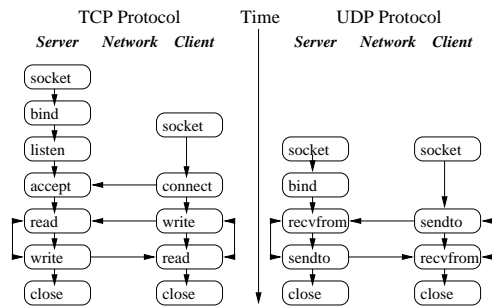 TCP Protocol Time UDP Protocol
Server Network Client Server Network Client
socket
bind socket
listen socket socket
accept connect bind
read write recvfrom sendto
write read sendto recvfrom
close close close close